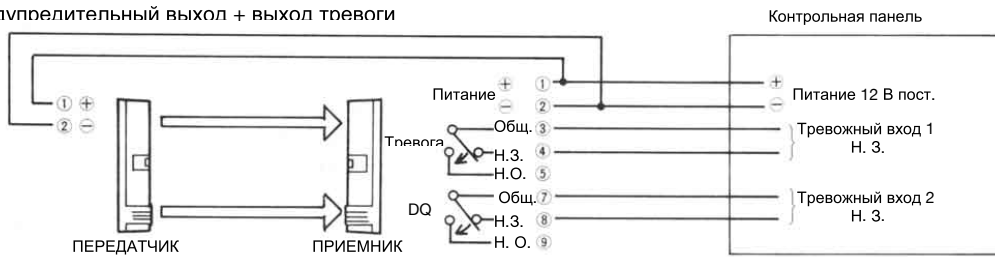 дупредительный выход + выход тревоги
Контрольная панель
① ⊕
② ⊖
ПЕРЕДАТЧИК
ПРИЕМНИК
Питание
⊕ ①
⊖ ②
Тревога
Общ. ③
Н.З. ④
Н.О. ⑤
DQ
Общ. ⑦
Н.З. ⑧
Н. О. ⑨
⊕
⊖ Питание 12 В пост.
Тревожный вход 1
Н. З.
Тревожный вход 2
Н. З.